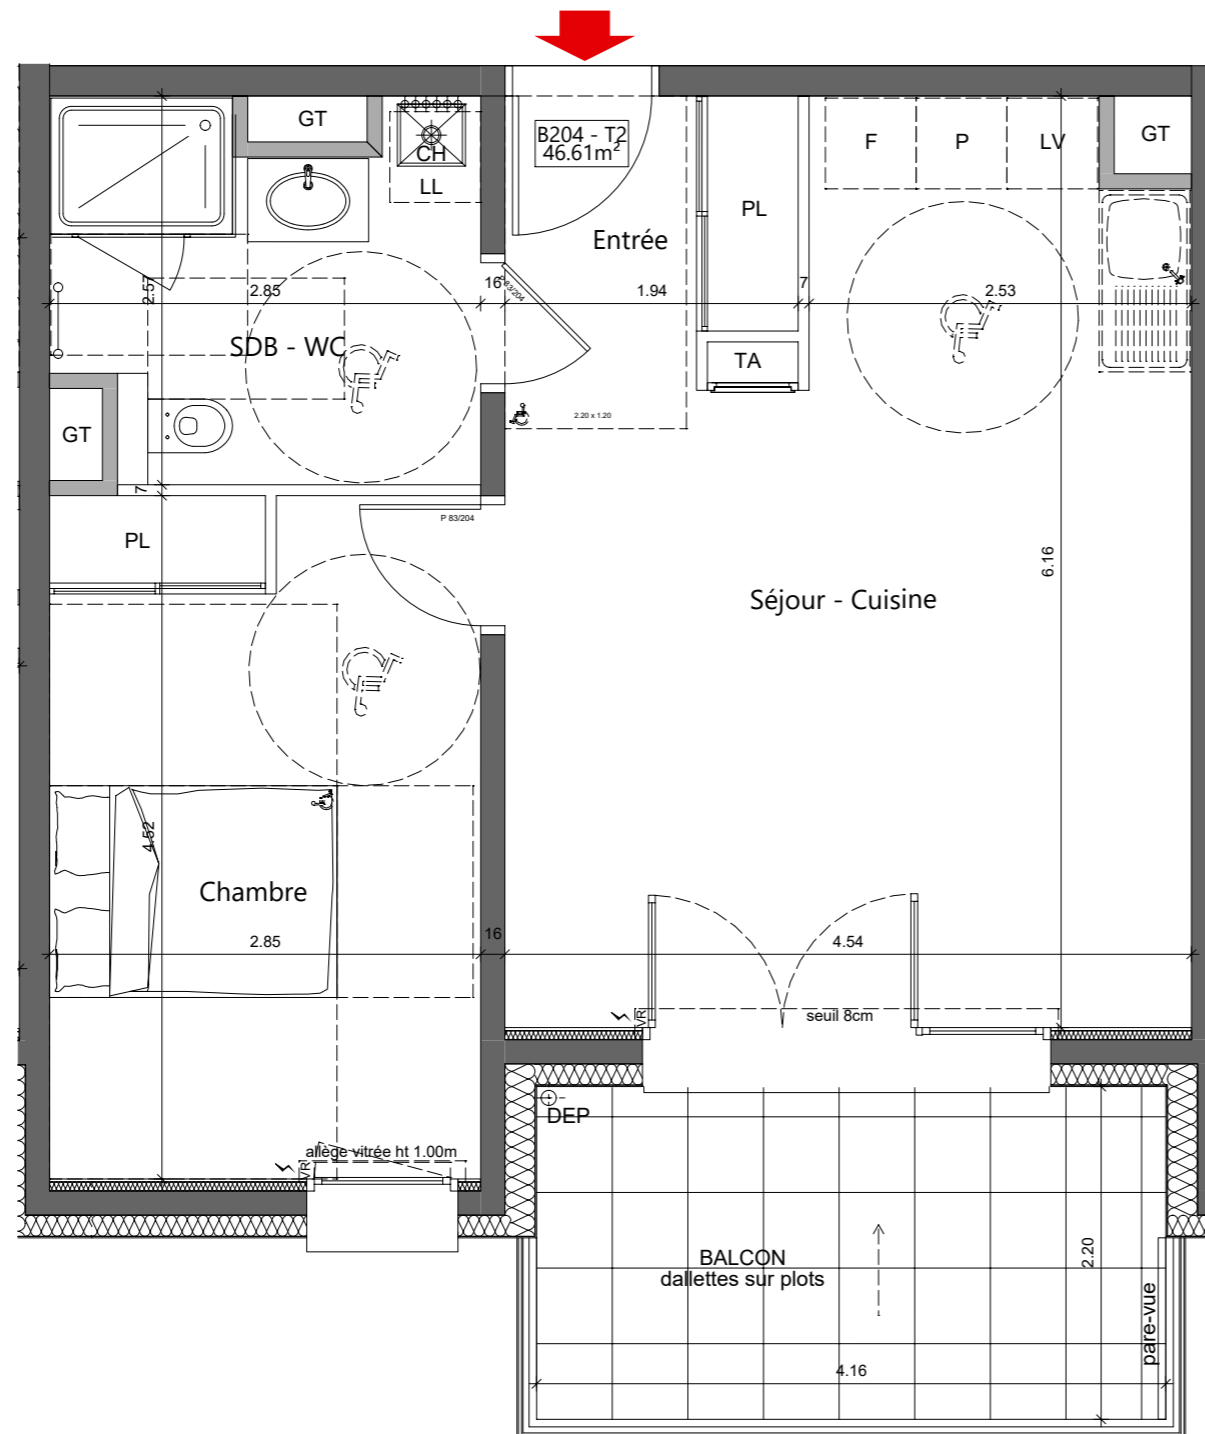 B204 - T2
46.61m²
GT
CH
LL
PL
F
P
LV
GT
Entrée
2.57
2.85
16
P 83/204
1.94
7
2.53
SDB - WC
TA
2.20 x 1.20
GT
7
P 83/204
PL
6.16
Séjour - Cuisine
4.52
Chambre
2.85
16
4.54
VR
seuil 8cm
DEP
allège vitrée ht 1.00m
VR
BALCON
dallettes sur plots
2.20
pare-vue
4.16